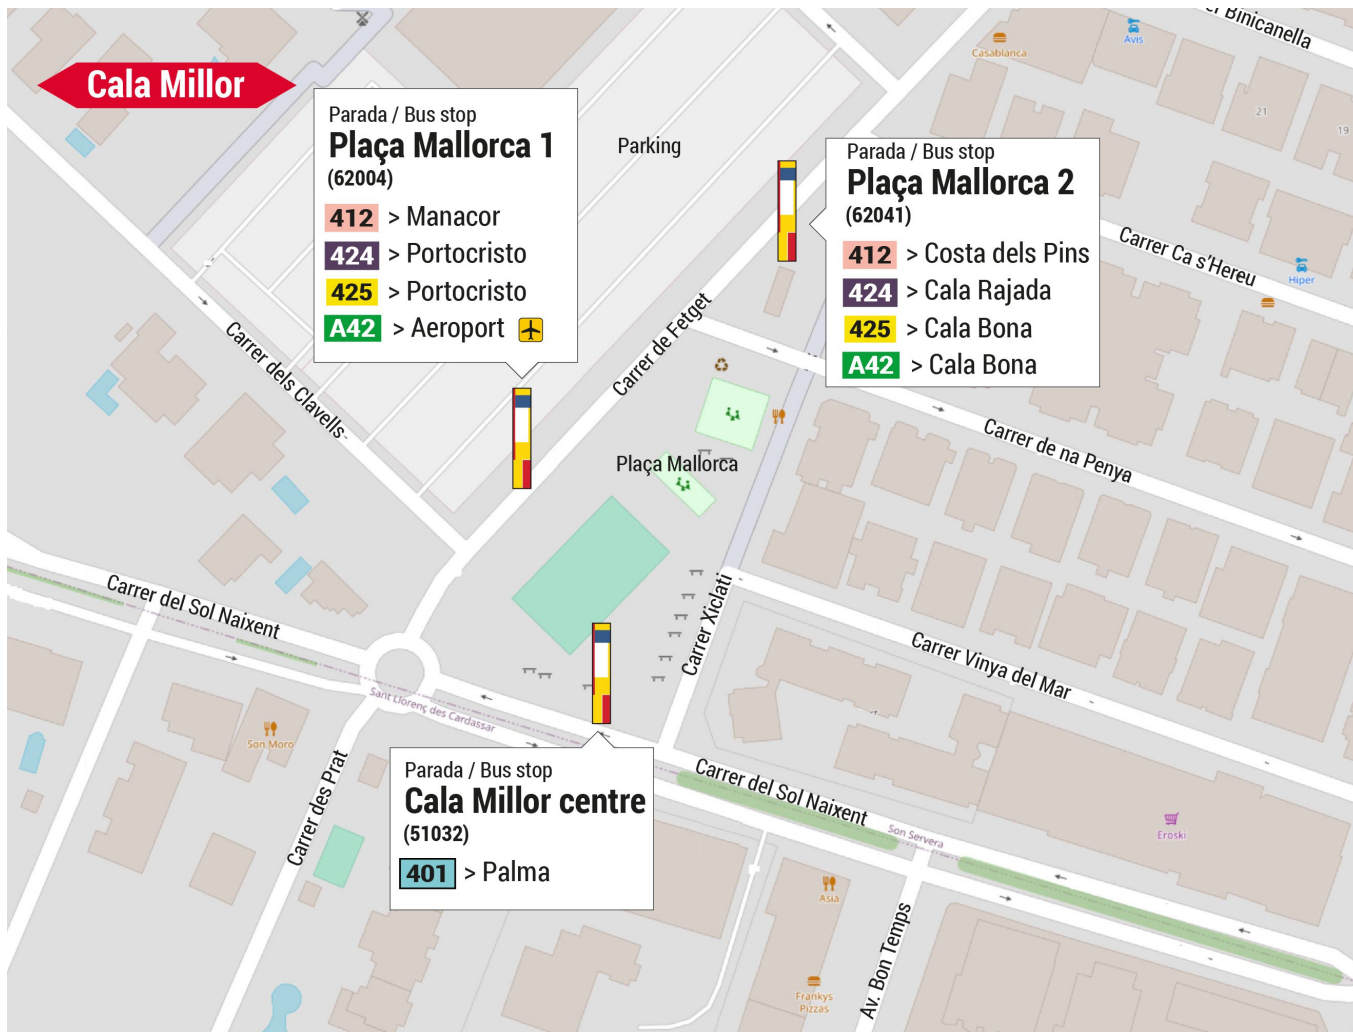 Cala Millor
Parada / Bus stop
Plaça Mallorca 1
(62004)
412 > Manacor
424 > Portocristo
425 > Portocristo
A42 > Aeroport
Parada / Bus stop
Plaça Mallorca 2
(62041)
412 > Costa dels Pins
424 > Cala Rajada
425 > Cala Bona
A42 > Cala Bona
Parada / Bus stop
Cala Millor centre
(51032)
401 > Palma
Parking
Casablanca
Avis
Binicanella
21
19
Carrer Ca s'Hereu
Hiper
Carrer de Fetget
Carrer dels Clavells
Plaça Mallorca
Carrer de na Penya
Carrer Xiclati
Carrer del Sol Naixent
Carrer Vinya del Mar
Sant Llorenç des Cardassar
Son Moro
Carrer des Prat
Carrer del Sol Naixent
Son Servera
Eroski
Asia
Av. Bon Temps
Frankys
Pizzas